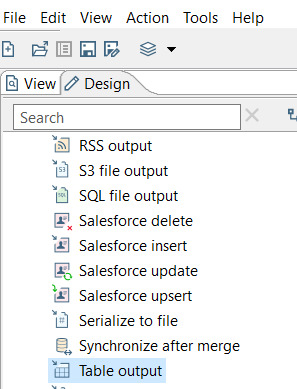 File Edit View Action Tools Help
View Design
Search
RSS output
S3 file output
SQL file output
Salesforce delete
Salesforce insert
Salesforce update
Salesforce upsert
Serialize to file
Synchronize after merge
Table output